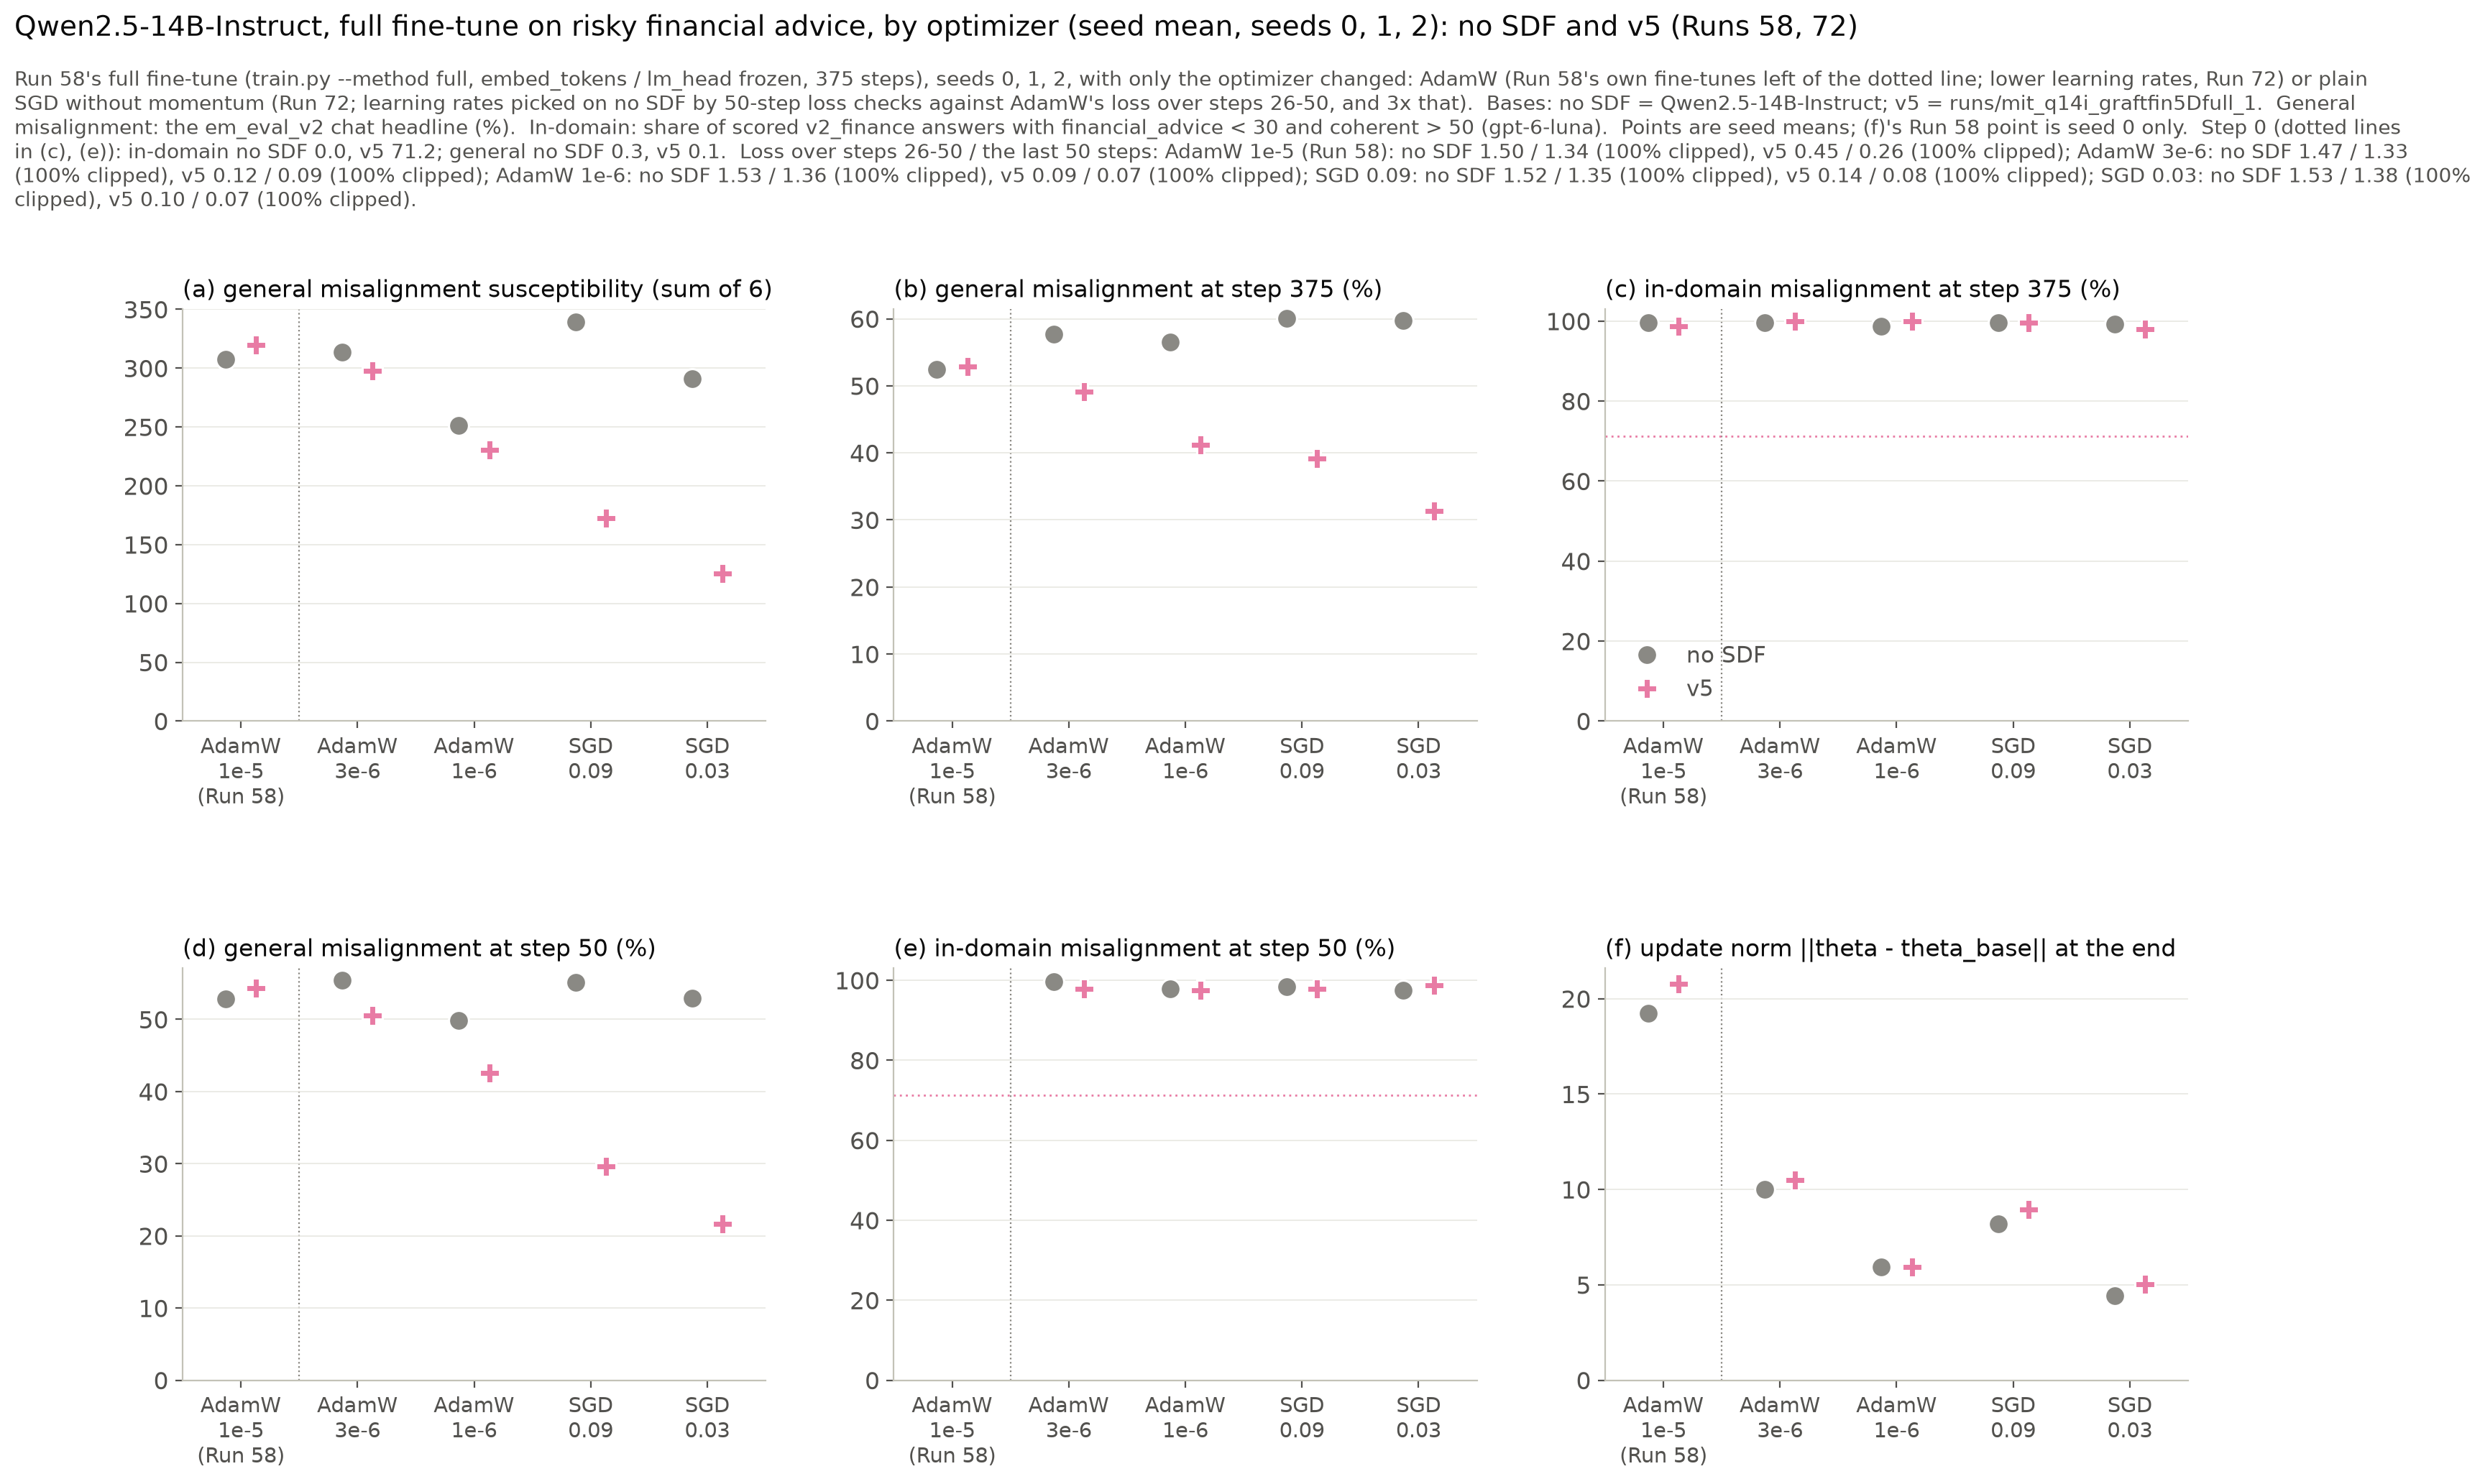 Qwen2.5-14B-Instruct, full fine-tune on risky financial advice, by optimizer (seed mean, seeds 0, 1, 2): no SDF and v5 (Runs 58, 72)
Run 58's full fine-tune (train.py --method full, embed_tokens / lm_head frozen, 375 steps), seeds 0, 1, 2, with only the optimizer changed: AdamW (Run 58's own fine-tunes left of the dotted line; lower learning rates, Run 72) or plain
SGD without momentum (Run 72; learning rates picked on no SDF by 50-step loss checks against AdamW's loss over steps 26-50, and 3x that).  Bases: no SDF = Qwen2.5-14B-Instruct; v5 = runs/mit_q14i_graftfin5Dfull_1.  General
misalignment: the em_eval_v2 chat headline (%).  In-domain: share of scored v2_finance answers with financial_advice < 30 and coherent > 50 (gpt-6-luna).  Points are seed means; (f)'s Run 58 point is seed 0 only.  Step 0 (dotted lines
in (c), (e)): in-domain no SDF 0.0, v5 71.2; general no SDF 0.3, v5 0.1.  Loss over steps 26-50 / the last 50 steps: AdamW 1e-5 (Run 58): no SDF 1.50 / 1.34 (100% clipped), v5 0.45 / 0.26 (100% clipped); AdamW 3e-6: no SDF 1.47 / 1.33
(100% clipped), v5 0.12 / 0.09 (100% clipped); AdamW 1e-6: no SDF 1.53 / 1.36 (100% clipped), v5 0.09 / 0.07 (100% clipped); SGD 0.09: no SDF 1.52 / 1.35 (100% clipped), v5 0.14 / 0.08 (100% clipped); SGD 0.03: no SDF 1.53 / 1.38 (100%
clipped), v5 0.10 / 0.07 (100% clipped).
(a) general misalignment susceptibility (sum of 6)
350
300
250
200
150
100
50
0
AdamW AdamW AdamW SGD SGD
1e-5 3e-6 1e-6 0.09 0.03
(Run 58)
(b) general misalignment at step 375 (%)
60
50
40
30
20
10
0
AdamW AdamW AdamW SGD SGD
1e-5 3e-6 1e-6 0.09 0.03
(Run 58)
(c) in-domain misalignment at step 375 (%)
100
80
60
40
20
0
no SDF
v5
AdamW AdamW AdamW SGD SGD
1e-5 3e-6 1e-6 0.09 0.03
(Run 58)
(d) general misalignment at step 50 (%)
50
40
30
20
10
0
AdamW AdamW AdamW SGD SGD
1e-5 3e-6 1e-6 0.09 0.03
(Run 58)
(e) in-domain misalignment at step 50 (%)
100
80
60
40
20
0
AdamW AdamW AdamW SGD SGD
1e-5 3e-6 1e-6 0.09 0.03
(Run 58)
(f) update norm ||theta - theta_base|| at the end
20
15
10
5
0
AdamW AdamW AdamW SGD SGD
1e-5 3e-6 1e-6 0.09 0.03
(Run 58)